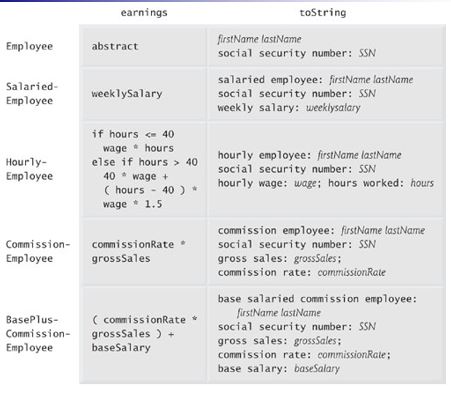 earnings toString
Employee
abstract
firstName lastName
social security number: SSN
Salaried-
Employee
weeklySalary
salaried employee: firstName lastName
social security number: SSN
weekly salary: weeklysalary
Hourly-
Employee
if hours <= 40
wage * hours
else if hours > 40
40 * wage +
( hours - 40 ) *
wage * 1.5
hourly employee: firstName lastName
social security number: SSN
hourly wage: wage; hours worked: hours
Commission-
Employee
commissionRate *
grossSales
commission employee: firstName lastName
social security number: SSN
gross sales: grossSales;
commission rate: commissionRate
BasePlus-
Commission-
Employee
( commissionRate *
grossSales ) +
baseSalary
base salaried commission employee:
firstName lastName
social security number: SSN
gross sales: grossSales;
commission rate: commissionRate;
base salary: baseSalary